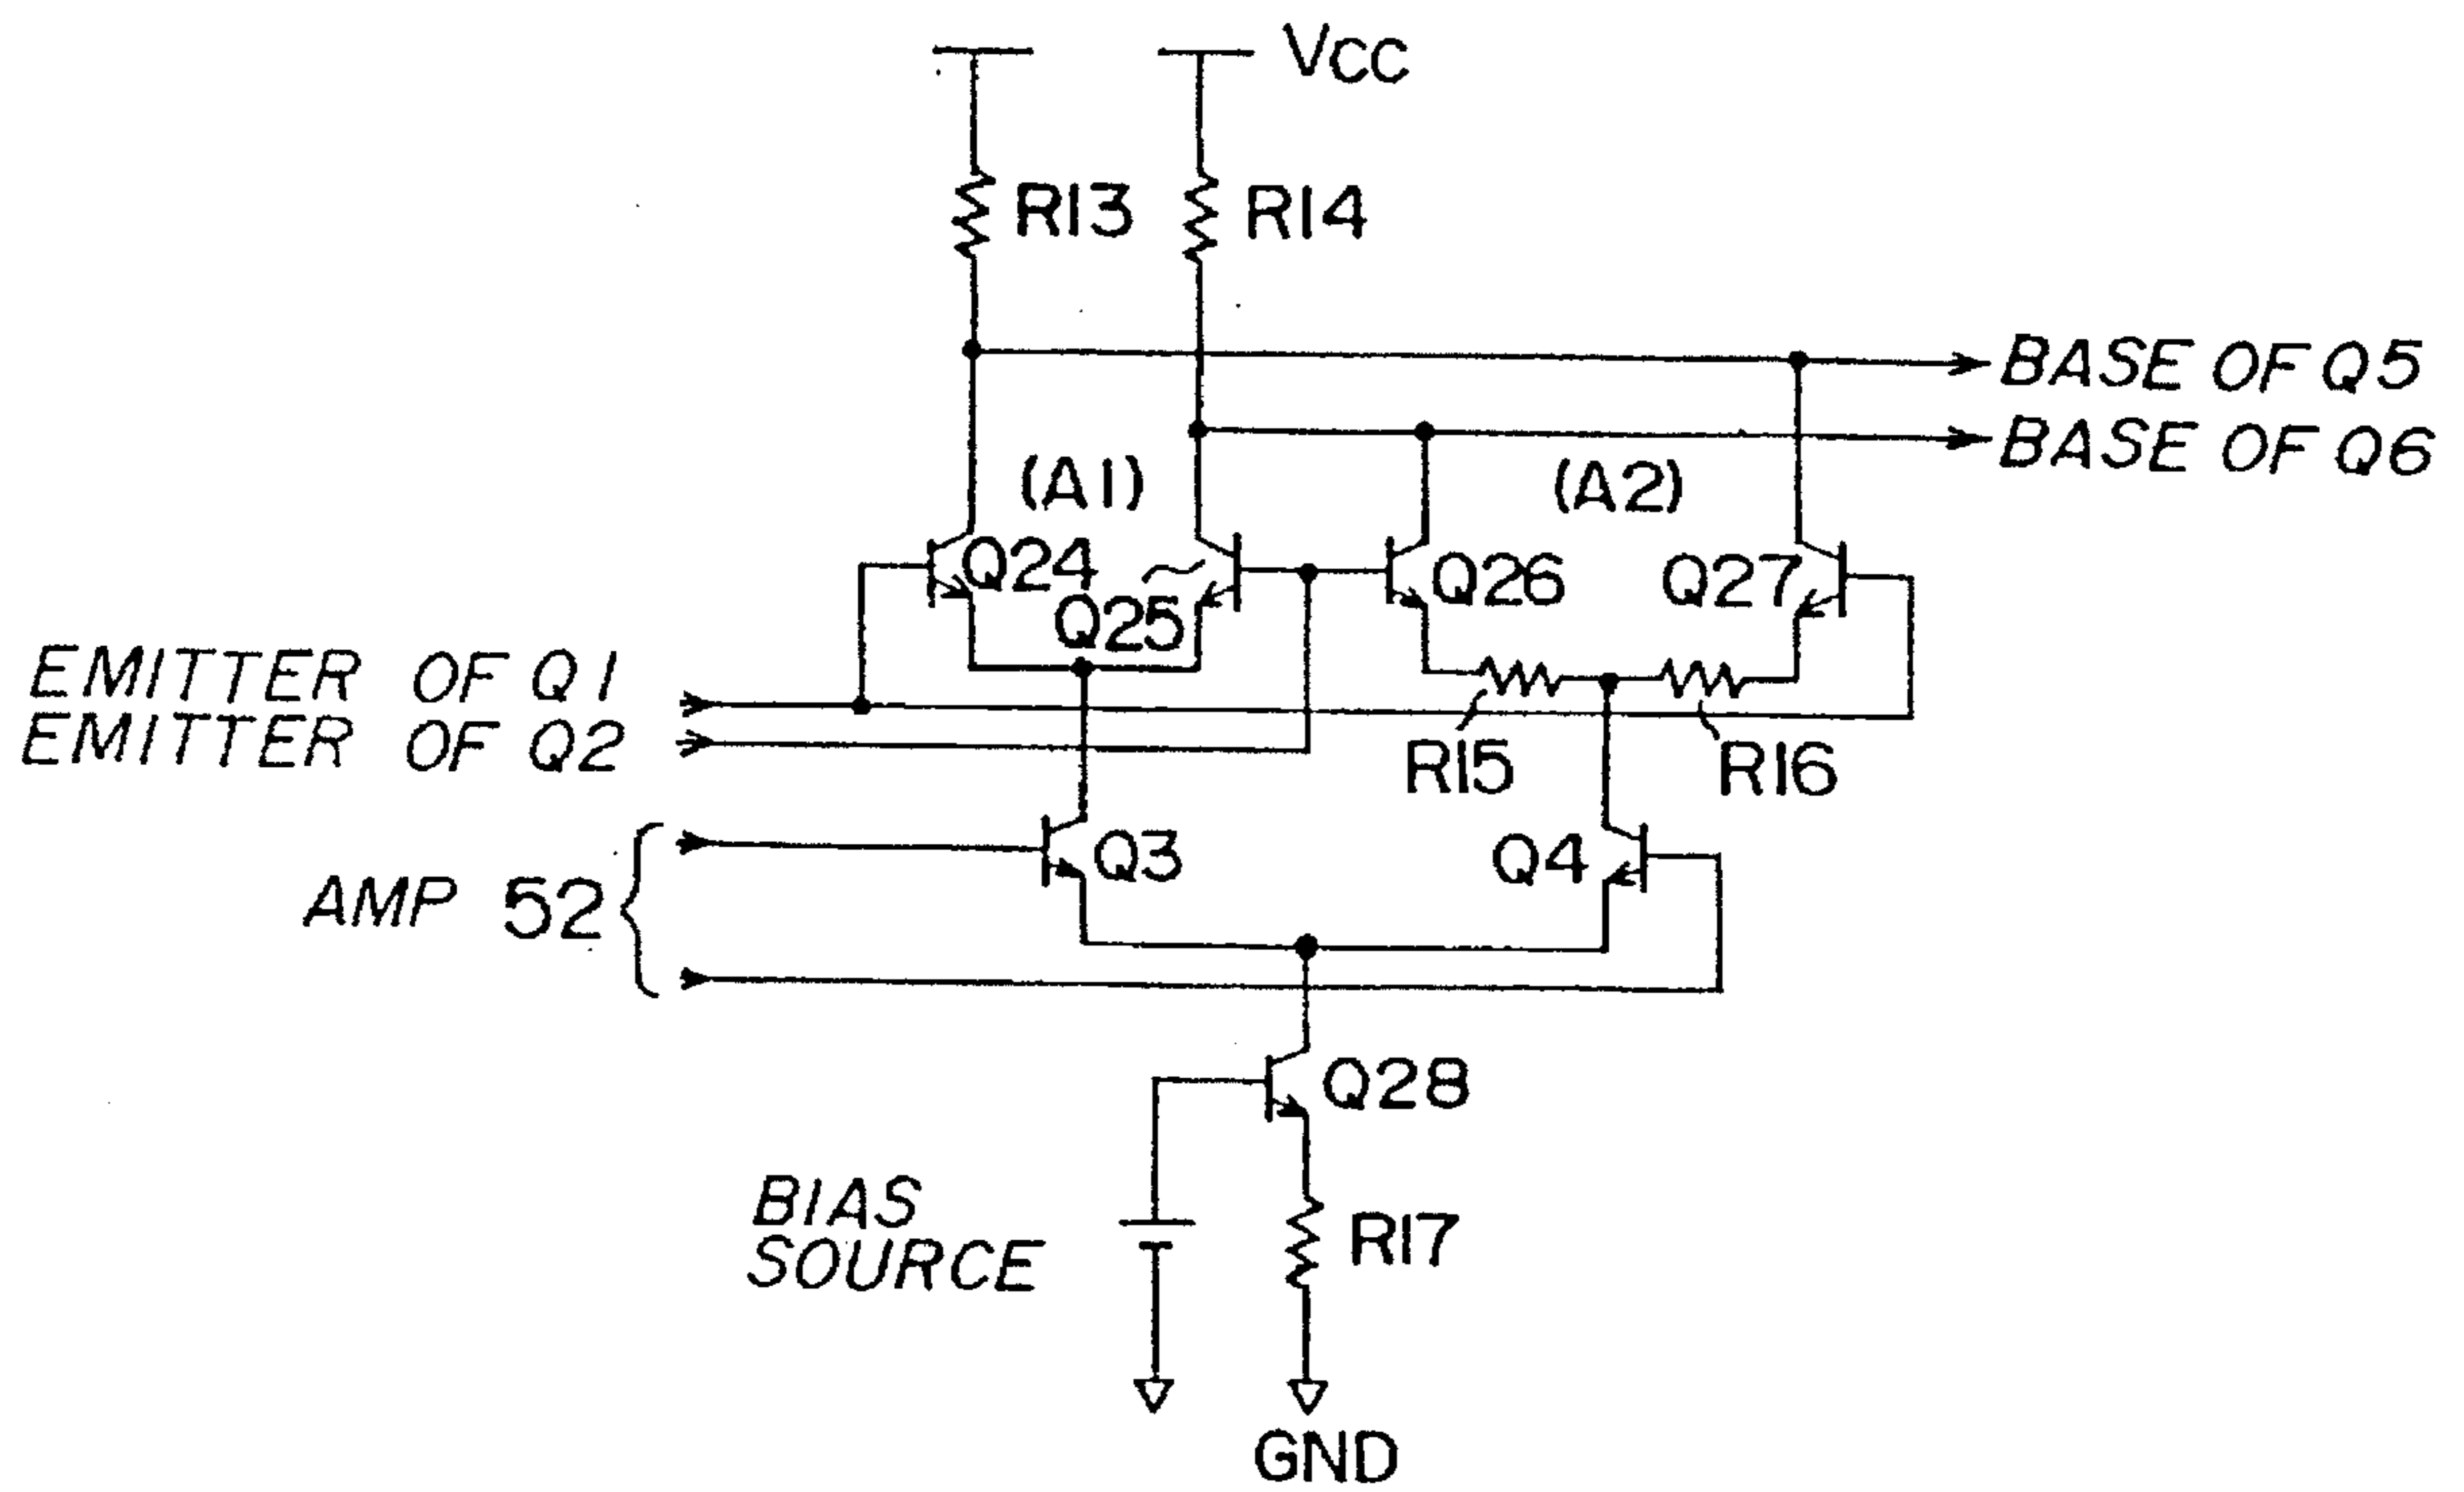 VCC
R13
R14
BASE OF Q5
BASE OF Q6
(A1)
(A2)
Q24
Q25
Q26
Q27
EMITTER OF Q1
EMITTER OF Q2
R15
R16
Q3
Q4
AMP 52
Q28
BIAS
SOURCE
R17
GND